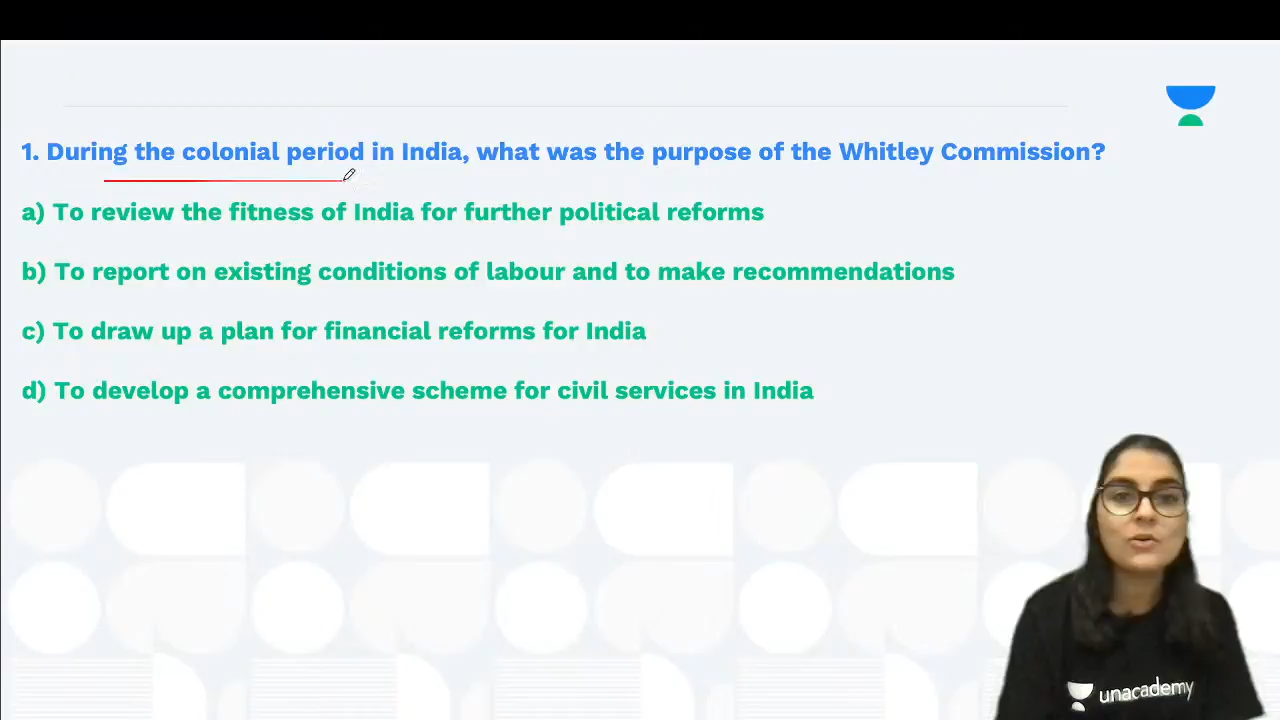 1. During the colonial period in India, what was the purpose of the Whitley Commission?
a) To review the fitness of India for further political reforms
b) To report on existing conditions of labour and to make recommendations
c) To draw up a plan for financial reforms for India
d) To develop a comprehensive scheme for civil services in India
unacademy